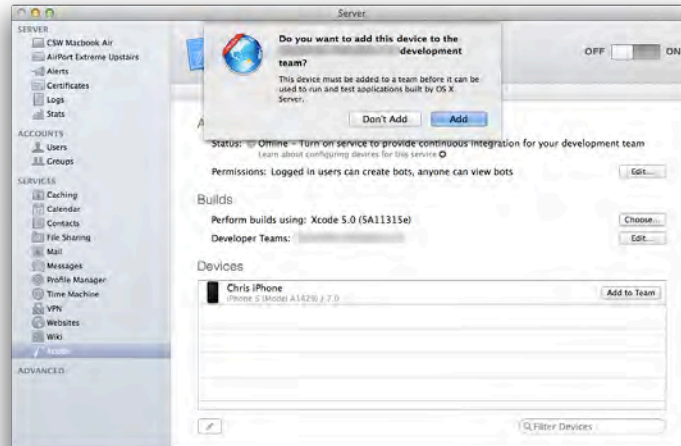 Server
SERVER
CSW Macbook Air
AirPort Extreme Upstairs
Alerts
Certificates
Logs
Stats
ACCOUNTS
Users
Groups
SERVICES
Caching
Calendar
Contacts
File Sharing
Mail
Messages
Profile Manager
Time Machine
VPN
Websites
Wiki
Xcode
ADVANCED
Do you want to add this device to the
development
team?
This device must be added to a team before it can be
used to run and test applications built by OS X
Server.
Don't Add
Add
OFF
ON
Status: Offline - Turn on service to provide continuous integration for your development team
Learn about configuring devices for this service
Permissions: Logged in users can create bots, anyone can view bots
Edit...
Builds
Perform builds using: Xcode 5.0 (5A11315e)
Choose...
Developer Teams:
Edit...
Devices
Chris iPhone
iPhone 5 (Model A1429) / 7.0
Add to Team
Filter Devices